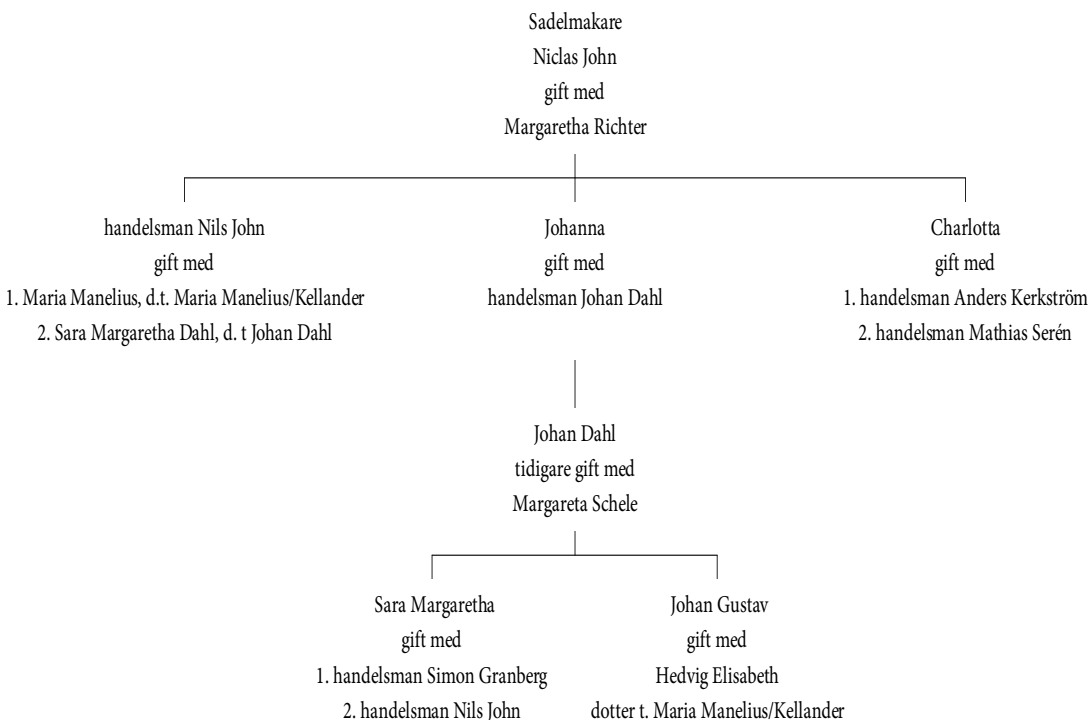 Sadelmakare
Niclas John
gift med
Margaretha Richter
handelsman Nils John
gift med
1. Maria Manelius, d.t. Maria Manelius/Kellander
2. Sara Margaretha Dahl, d. t Johan Dahl
Johanna
gift med
handelsman Johan Dahl
Charlotta
gift med
1. handelsman Anders Kerkström
2. handelsman Mathias Serén
Johan Dahl
tidigare gift med
Margareta Schele
Sara Margaretha
gift med
1. handelsman Simon Granberg
2. handelsman Nils John
Johan Gustav
gift med
Hedvig Elisabeth
dotter t. Maria Manelius/Kellander